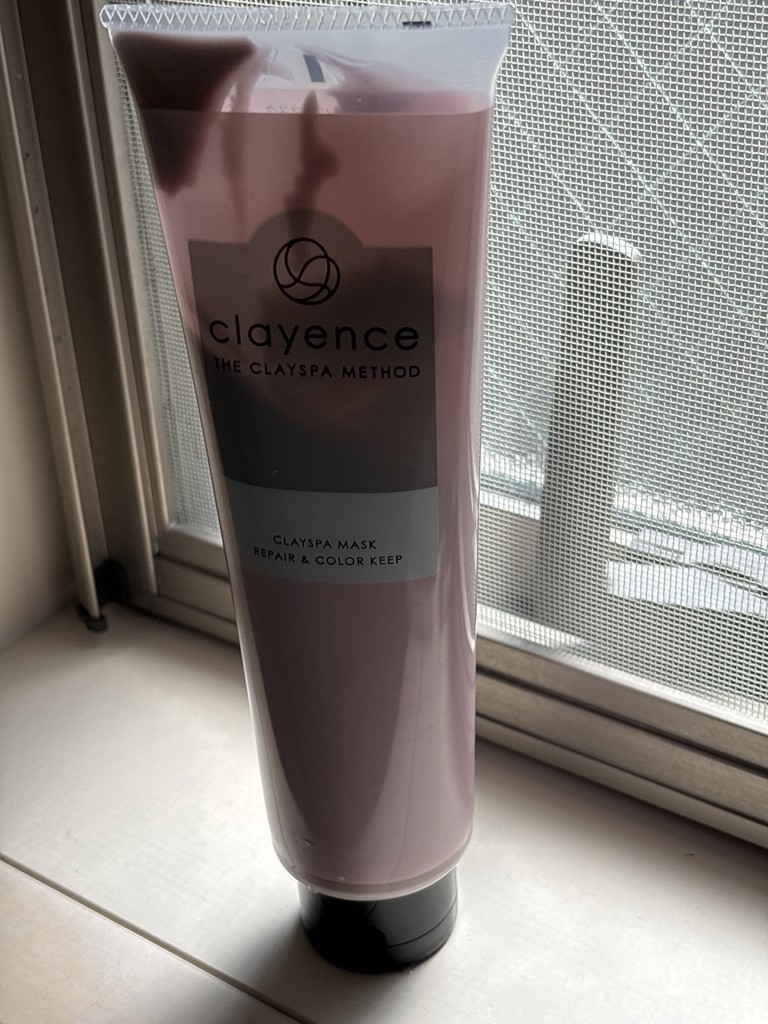 clayence
THE CLAYSPA METHOD
CLAYSPA MASK
REPAIR & COLOR KEEP